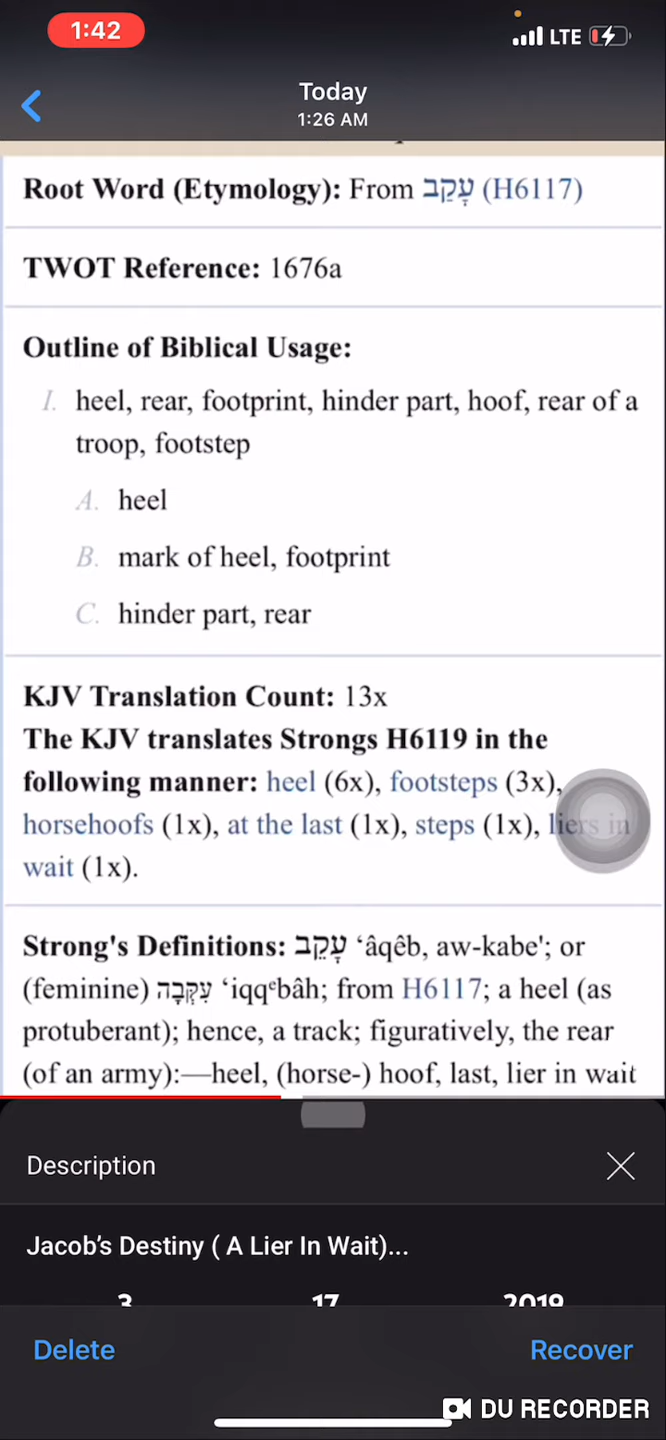 1:42
LTE
Today
1:26 AM
Root Word (Etymology): From עָקַב (H6117)
TWOT Reference: 1676a
Outline of Biblical Usage:
I. heel, rear, footprint, hinder part, hoof, rear of a
troop, footstep
A. heel
B. mark of heel, footprint
C. hinder part, rear
KJV Translation Count: 13x
The KJV translates Strongs H6119 in the
following manner: heel (6x), footsteps (3x),
horsehoofs (1x), at the last (1x), steps (1x), liers in
wait (1x).
Strong's Definitions: עָקֵב ʻâqêb, aw-kabe'; or
(feminine) עִקְּבָה ʻiqqᵉbâh; from H6117; a heel (as
protuberant); hence, a track; figuratively, the rear
(of an army):—heel, (horse-) hoof, last, lier in wait
Description
Jacob’s Destiny ( A Lier In Wait)...
3 17 2019
Delete Recover
DU RECORDER